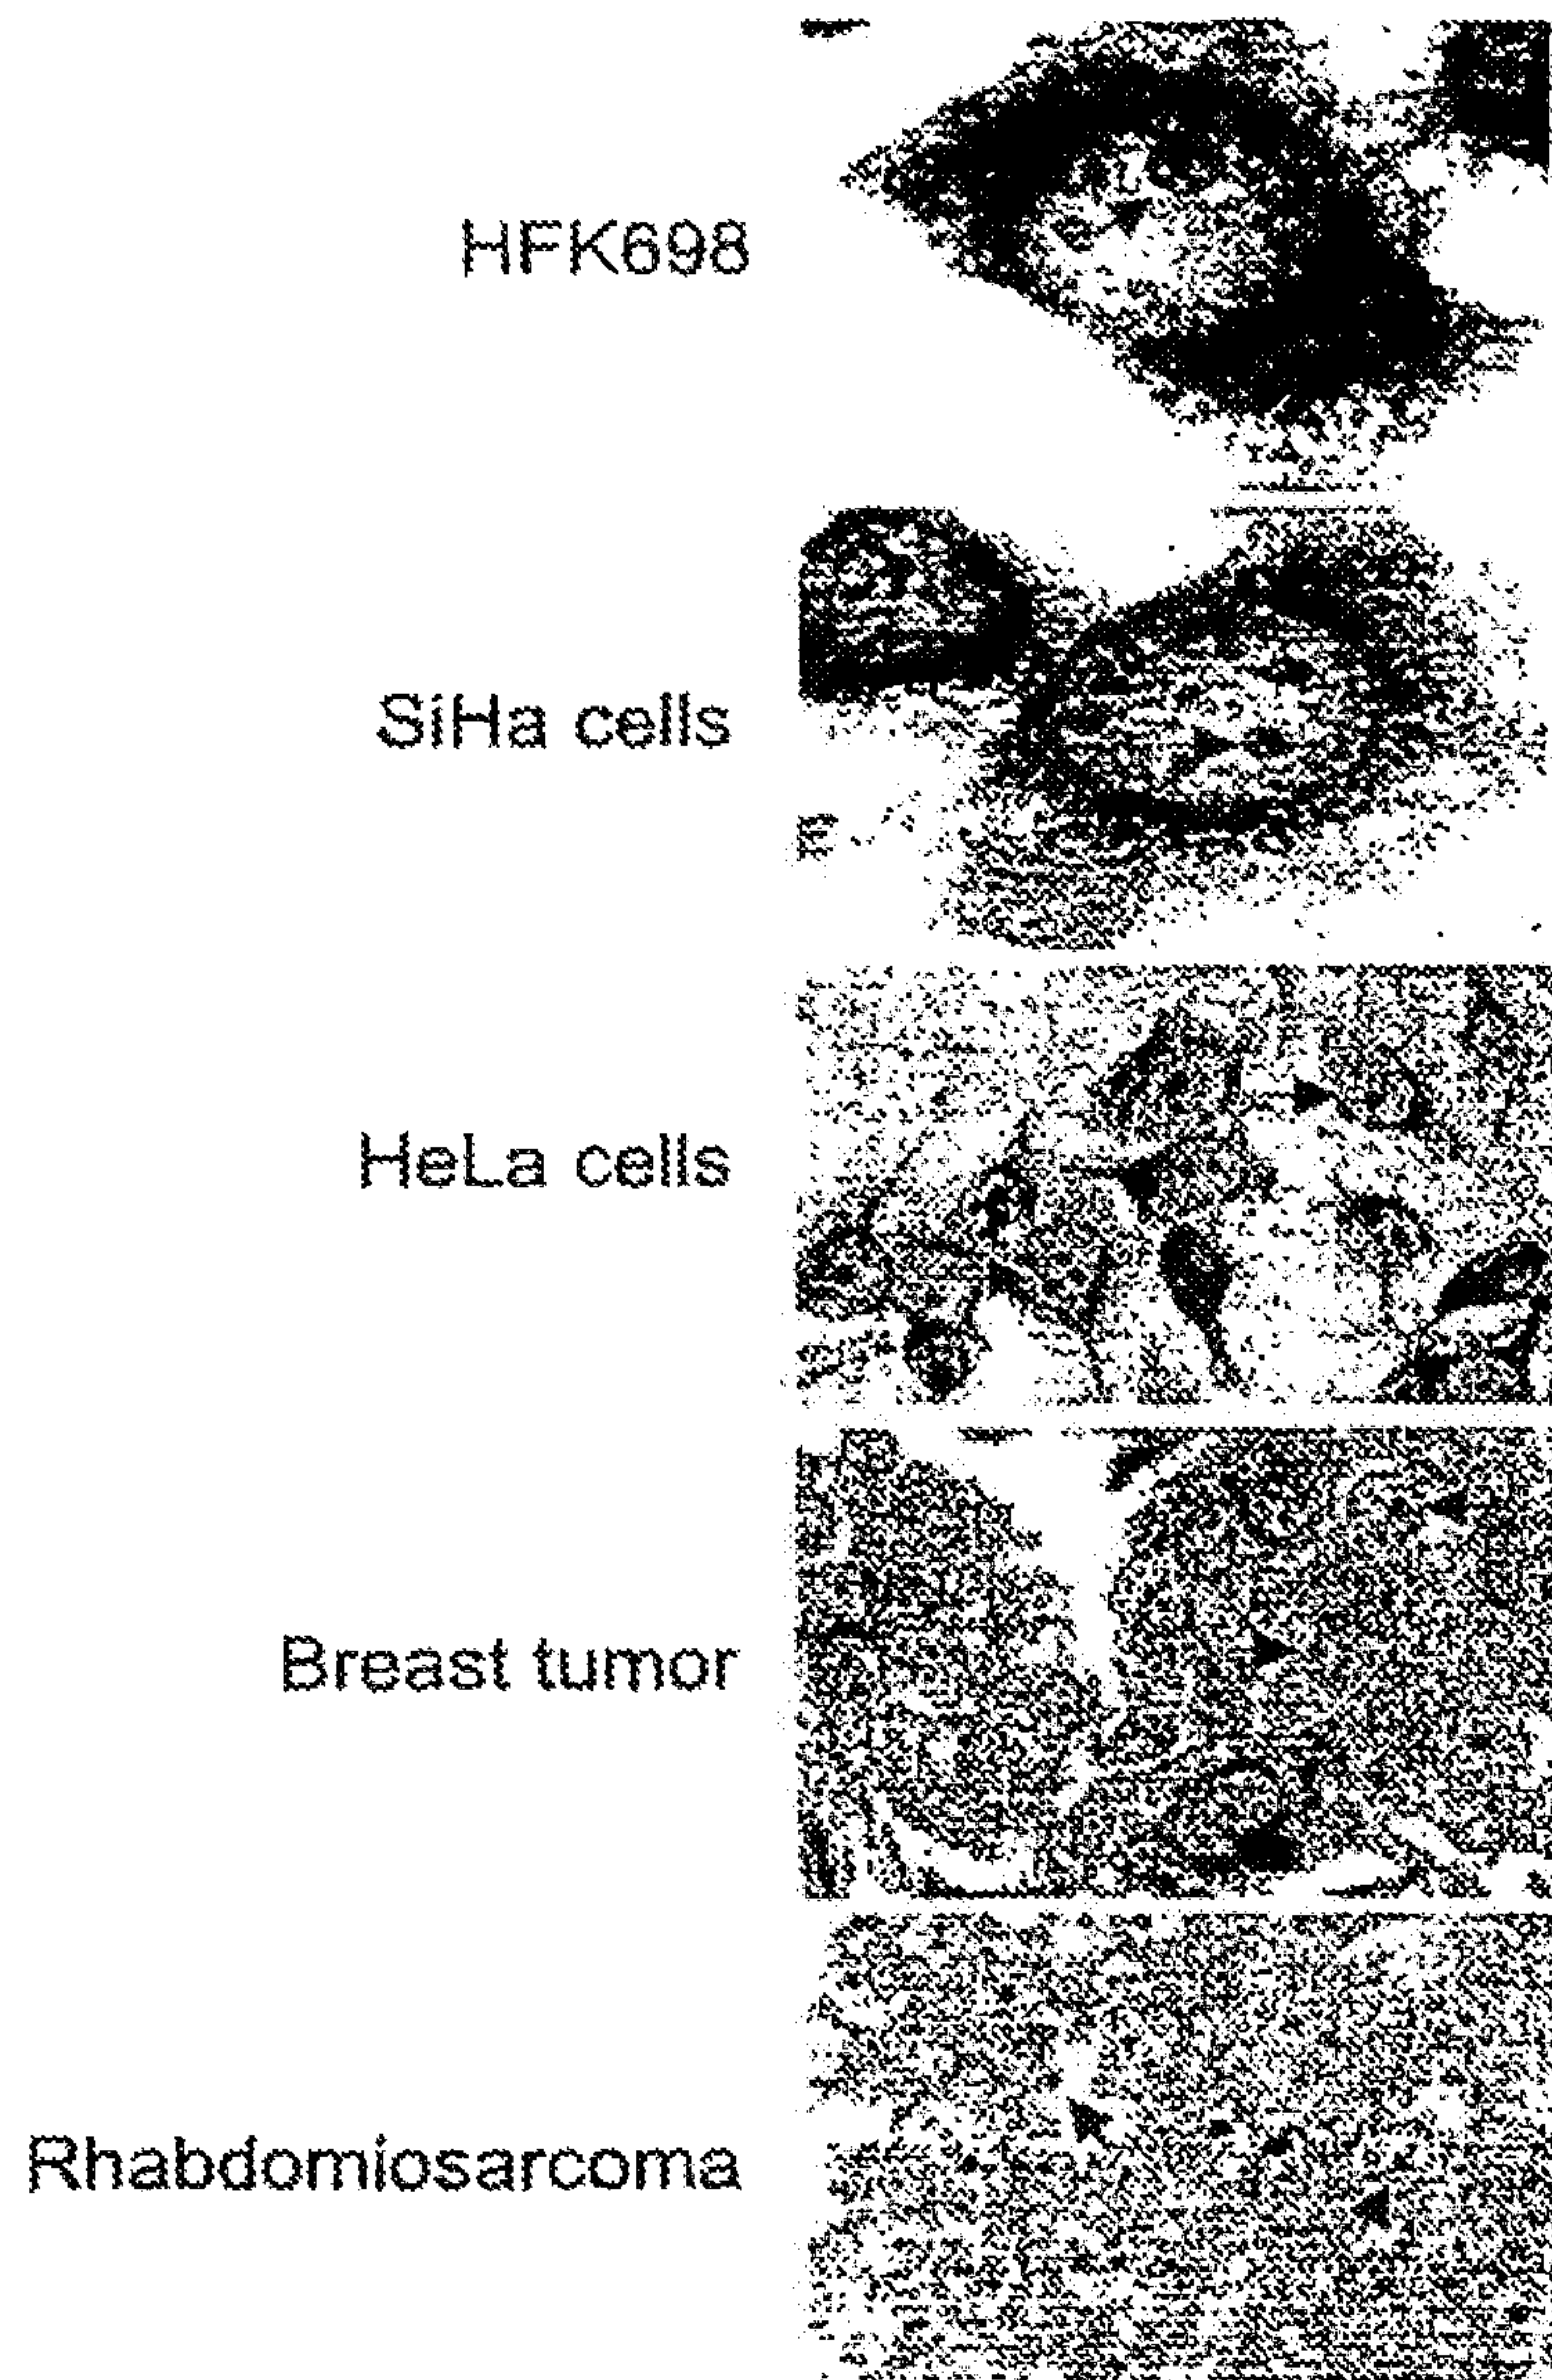 HFK698
SiHa cells
HeLa cells
Breast tumor
Rhabdomiosarcoma